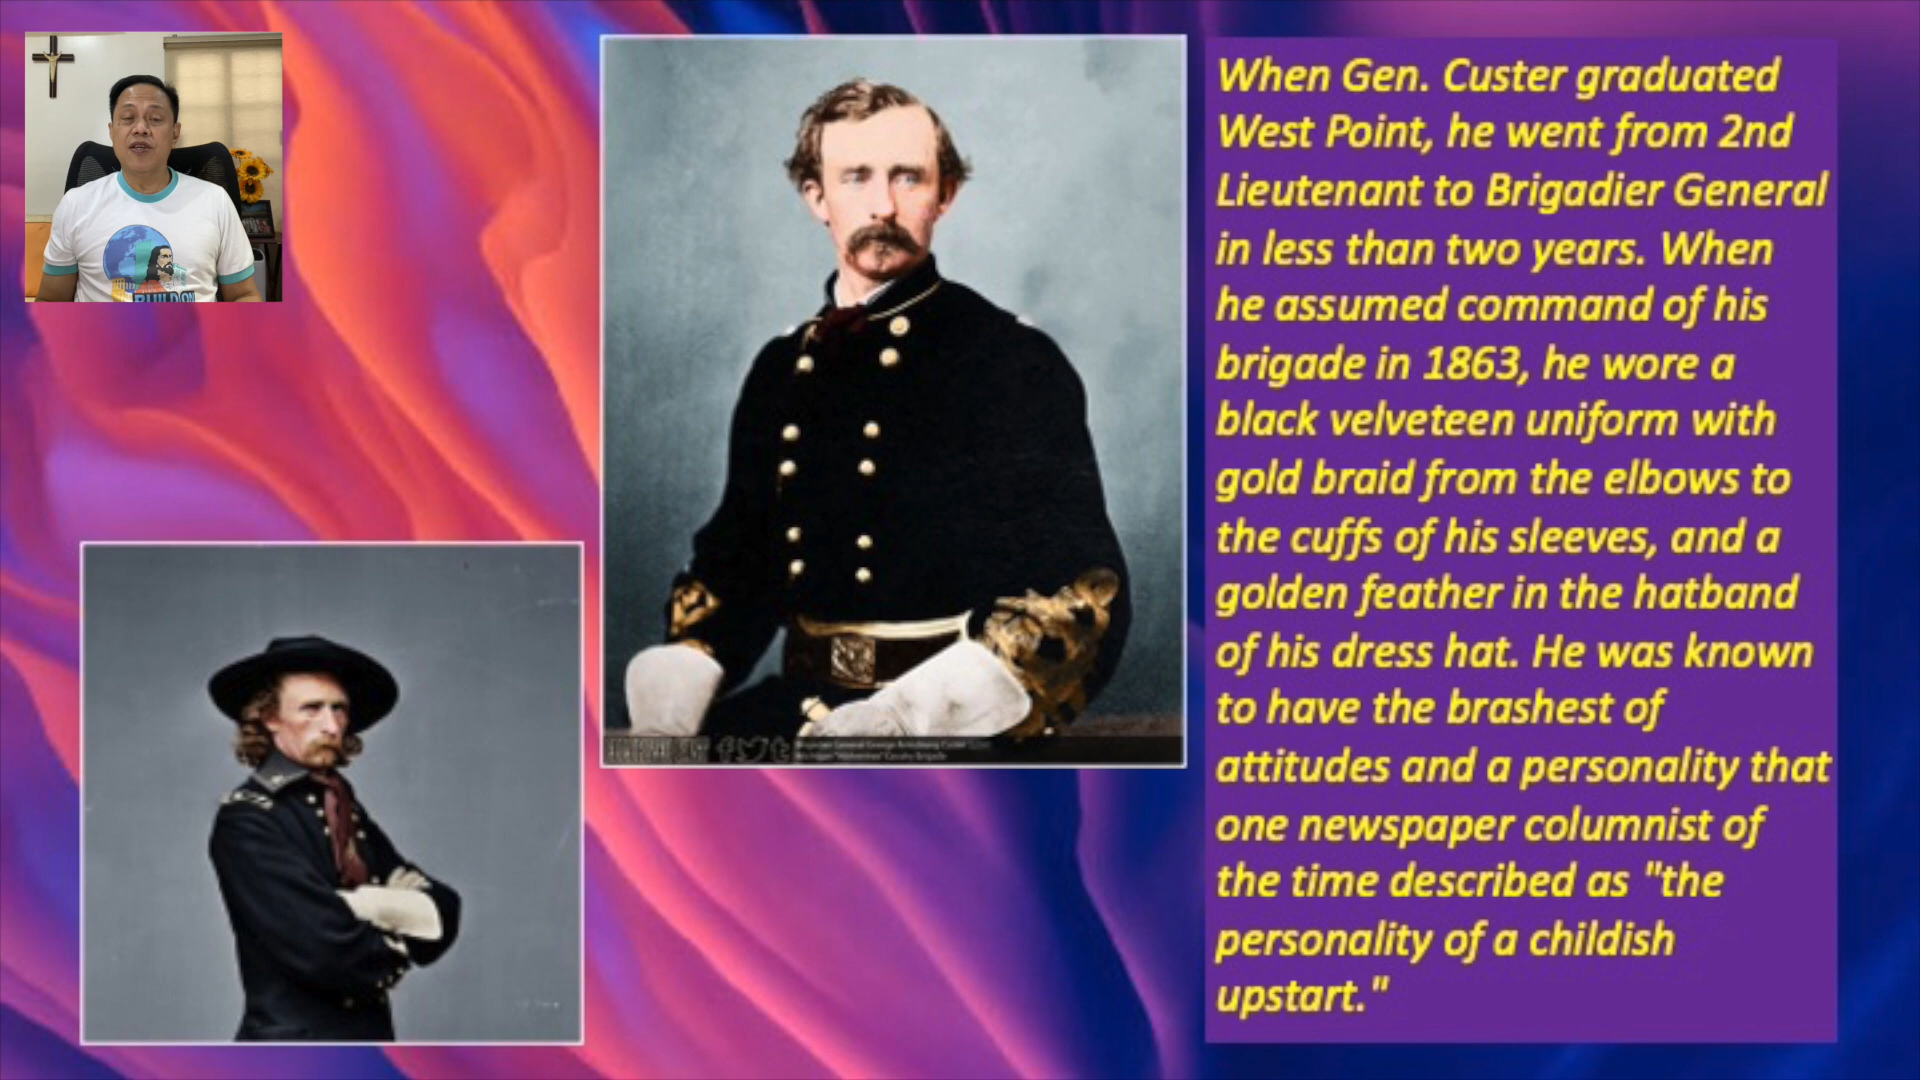 BUILD ON
When Gen. Custer graduated
West Point, he went from 2nd
Lieutenant to Brigadier General
in less than two years. When
he assumed command of his
brigade in 1863, he wore a
black velveteen uniform with
gold braid from the elbows to
the cuffs of his sleeves, and a
golden feather in the hatband
of his dress hat. He was known
to have the brashest of
attitudes and a personality that
one newspaper columnist of
the time described as "the
personality of a childish
upstart."